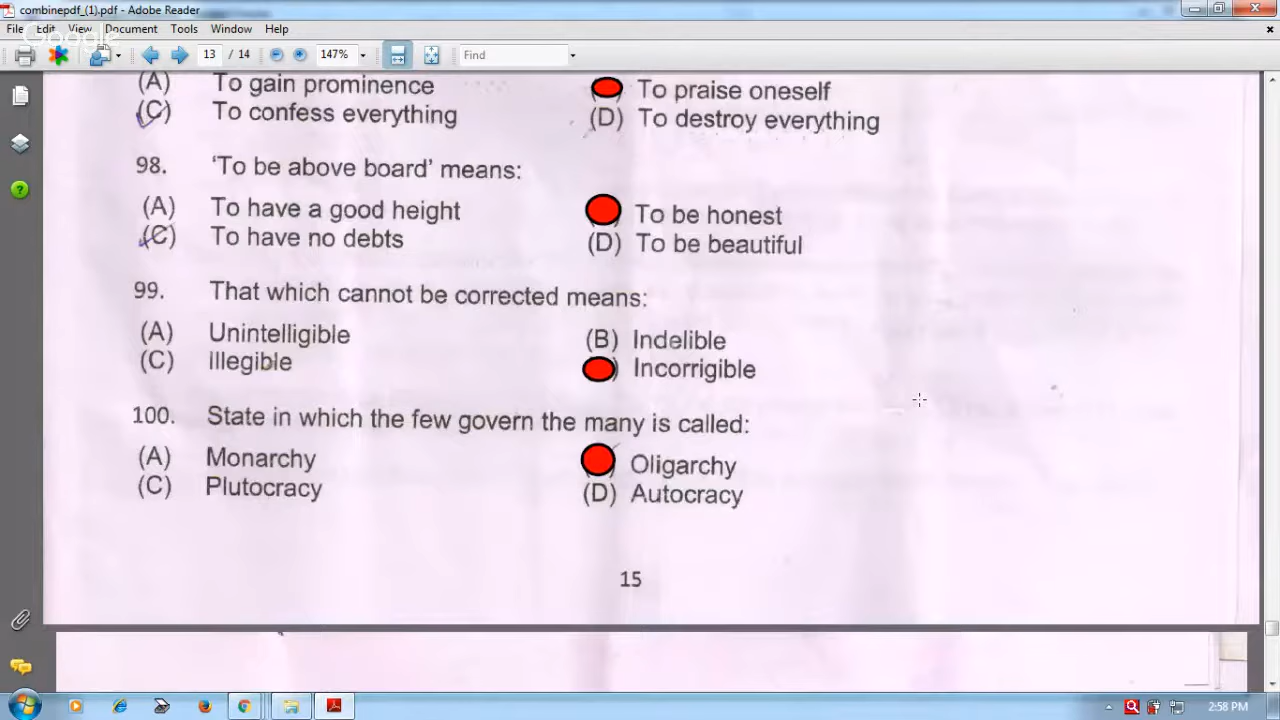 combinepdf_(1).pdf - Adobe Reader
File Edit View Document Tools Window Help
Google
13 / 14 147% Find
(A) To gain prominence To praise oneself
(C) To confess everything (D) To destroy everything
98. 'To be above board' means:
(A) To have a good height To be honest
(C) To have no debts (D) To be beautiful
99. That which cannot be corrected means:
(A) Unintelligible (B) Indelible
(C) Illegible Incorrigible
100. State in which the few govern the many is called:
(A) Monarchy Oligarchy
(C) Plutocracy (D) Autocracy
15
2:58 PM